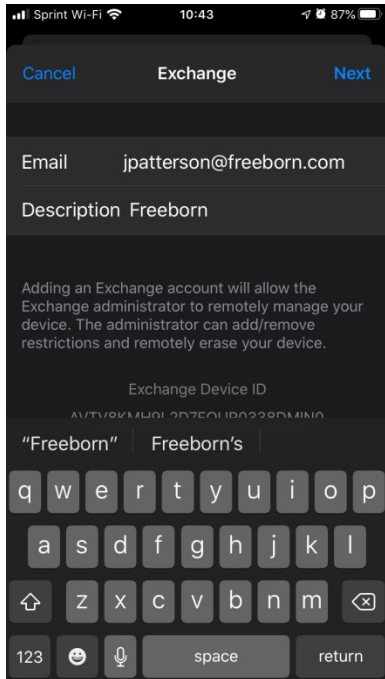 Sprint Wi-Fi 10:43 87%
Cancel Exchange Next
Email jpatterson@freeborn.com
Description Freeborn
Adding an Exchange account will allow the
Exchange administrator to remotely manage your
device. The administrator can add/remove
restrictions and remotely erase your device.
Exchange Device ID
"Freeborn" Freeborn's
q w e r t y u i o p
a s d f g h j k l
z x c v b n m
123 space return